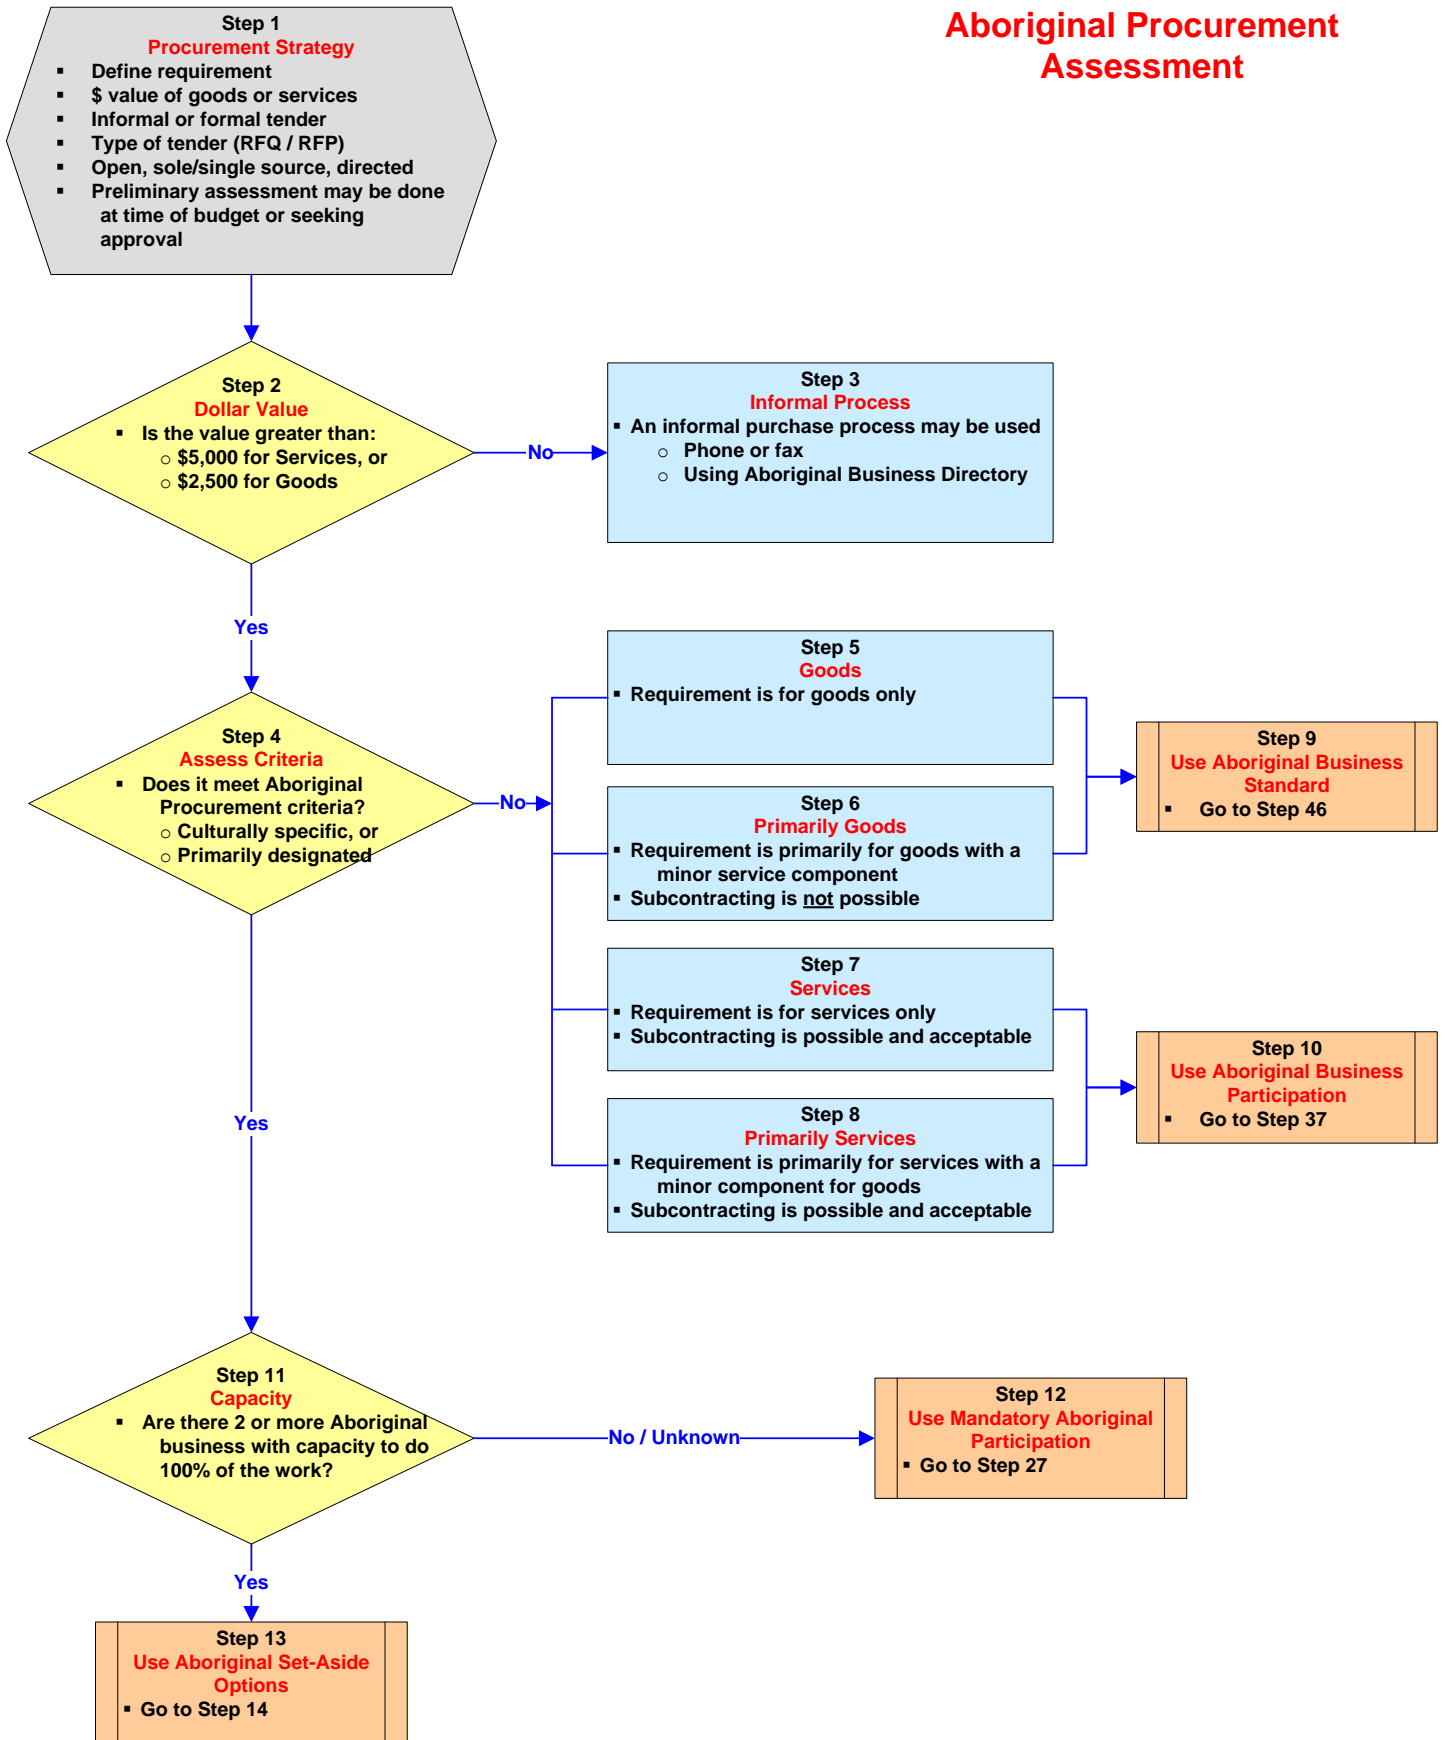 Aboriginal Procurement
Assessment
Step 1
Procurement Strategy
▪ Define requirement
▪ $ value of goods or services
▪ Informal or formal tender
▪ Type of tender (RFQ / RFP)
▪ Open, sole/single source, directed
▪ Preliminary assessment may be done
at time of budget or seeking
approval
Step 2
Dollar Value
▪ Is the value greater than:
○ $5,000 for Services, or
○ $2,500 for Goods
No
Step 3
Informal Process
▪ An informal purchase process may be used
○ Phone or fax
○ Using Aboriginal Business Directory
Yes
Step 4
Assess Criteria
▪ Does it meet Aboriginal
Procurement criteria?
○ Culturally specific, or
○ Primarily designated
No
Step 5
Goods
▪ Requirement is for goods only
Step 6
Primarily Goods
▪ Requirement is primarily for goods with a
minor service component
▪ Subcontracting is not possible
Step 7
Services
▪ Requirement is for services only
▪ Subcontracting is possible and acceptable
Step 8
Primarily Services
▪ Requirement is primarily for services with a
minor component for goods
▪ Subcontracting is possible and acceptable
Step 9
Use Aboriginal Business
Standard
▪ Go to Step 46
Step 10
Use Aboriginal Business
Participation
▪ Go to Step 37
Yes
Step 11
Capacity
▪ Are there 2 or more Aboriginal
business with capacity to do
100% of the work?
No / Unknown
Step 12
Use Mandatory Aboriginal
Participation
▪ Go to Step 27
Yes
Step 13
Use Aboriginal Set-Aside
Options
▪ Go to Step 14